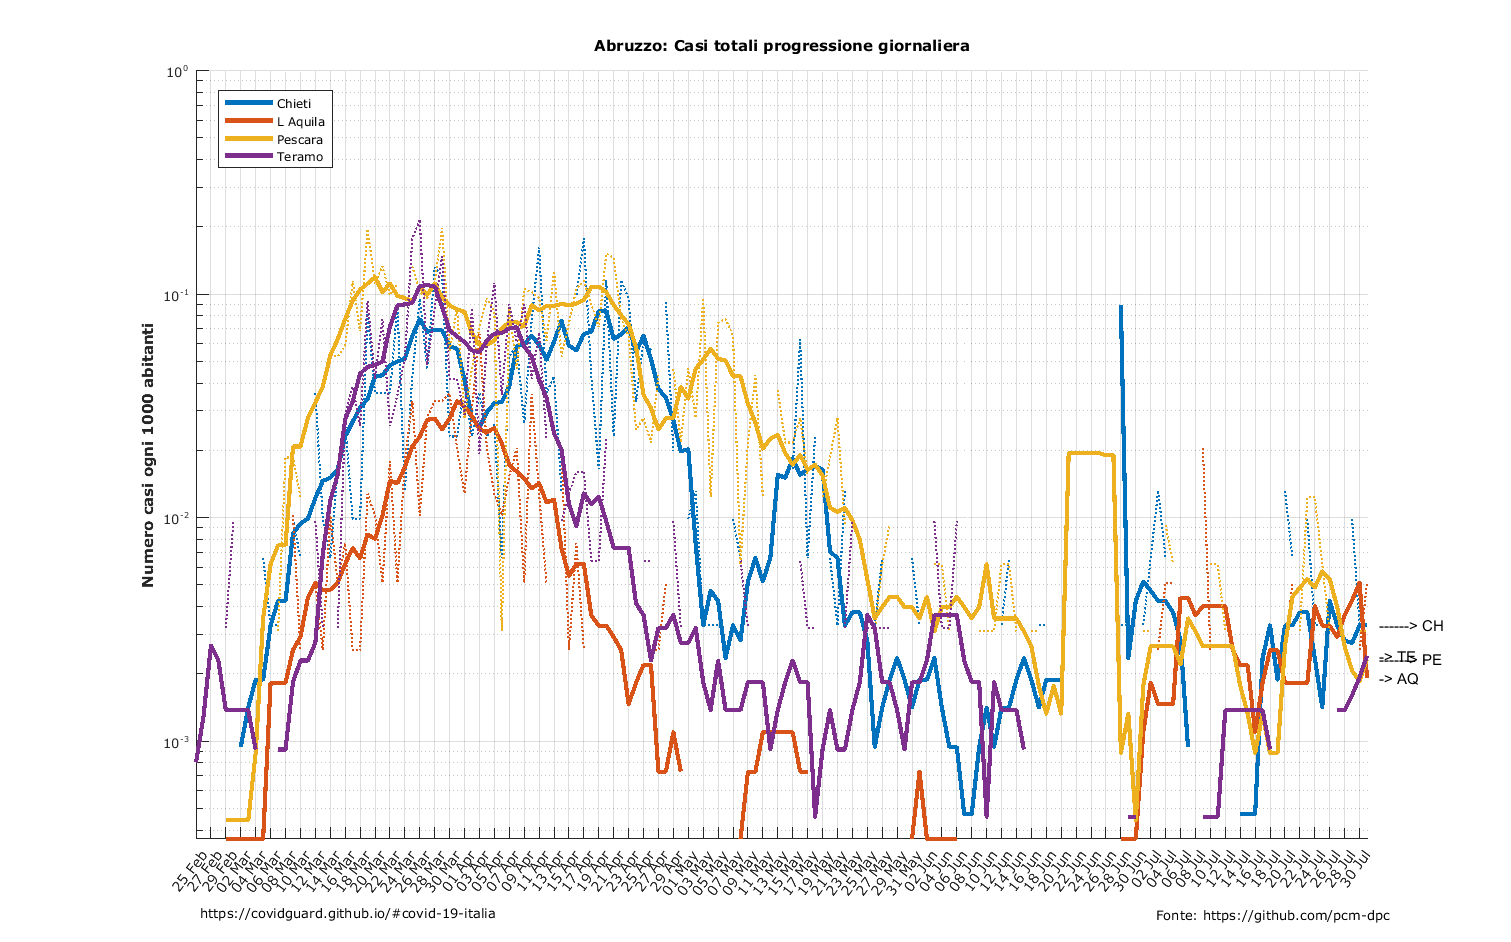 Abruzzo: Casi totali progressione giornaliera
Numero casi ogni 1000 abitanti
10⁰
10⁻¹
10⁻²
10⁻³
Chieti
L Aquila
Pescara
Teramo
------> CH
-> TE
------> PE
-> AQ
25 Feb
27 Feb
29 Feb
02 Mar
04 Mar
06 Mar
08 Mar
10 Mar
12 Mar
14 Mar
16 Mar
18 Mar
20 Mar
22 Mar
24 Mar
26 Mar
28 Mar
30 Mar
01 Apr
03 Apr
05 Apr
07 Apr
09 Apr
11 Apr
13 Apr
15 Apr
17 Apr
19 Apr
21 Apr
23 Apr
25 Apr
27 Apr
29 Apr
01 May
03 May
05 May
07 May
09 May
11 May
13 May
15 May
17 May
19 May
21 May
23 May
25 May
27 May
29 May
31 May
02 Jun
04 Jun
06 Jun
08 Jun
10 Jun
12 Jun
14 Jun
16 Jun
18 Jun
20 Jun
22 Jun
24 Jun
26 Jun
28 Jun
30 Jun
02 Jul
04 Jul
06 Jul
08 Jul
10 Jul
12 Jul
14 Jul
16 Jul
18 Jul
20 Jul
22 Jul
24 Jul
26 Jul
28 Jul
30 Jul
https://covidguard.github.io/#covid-19-italia
Fonte: https://github.com/pcm-dpc